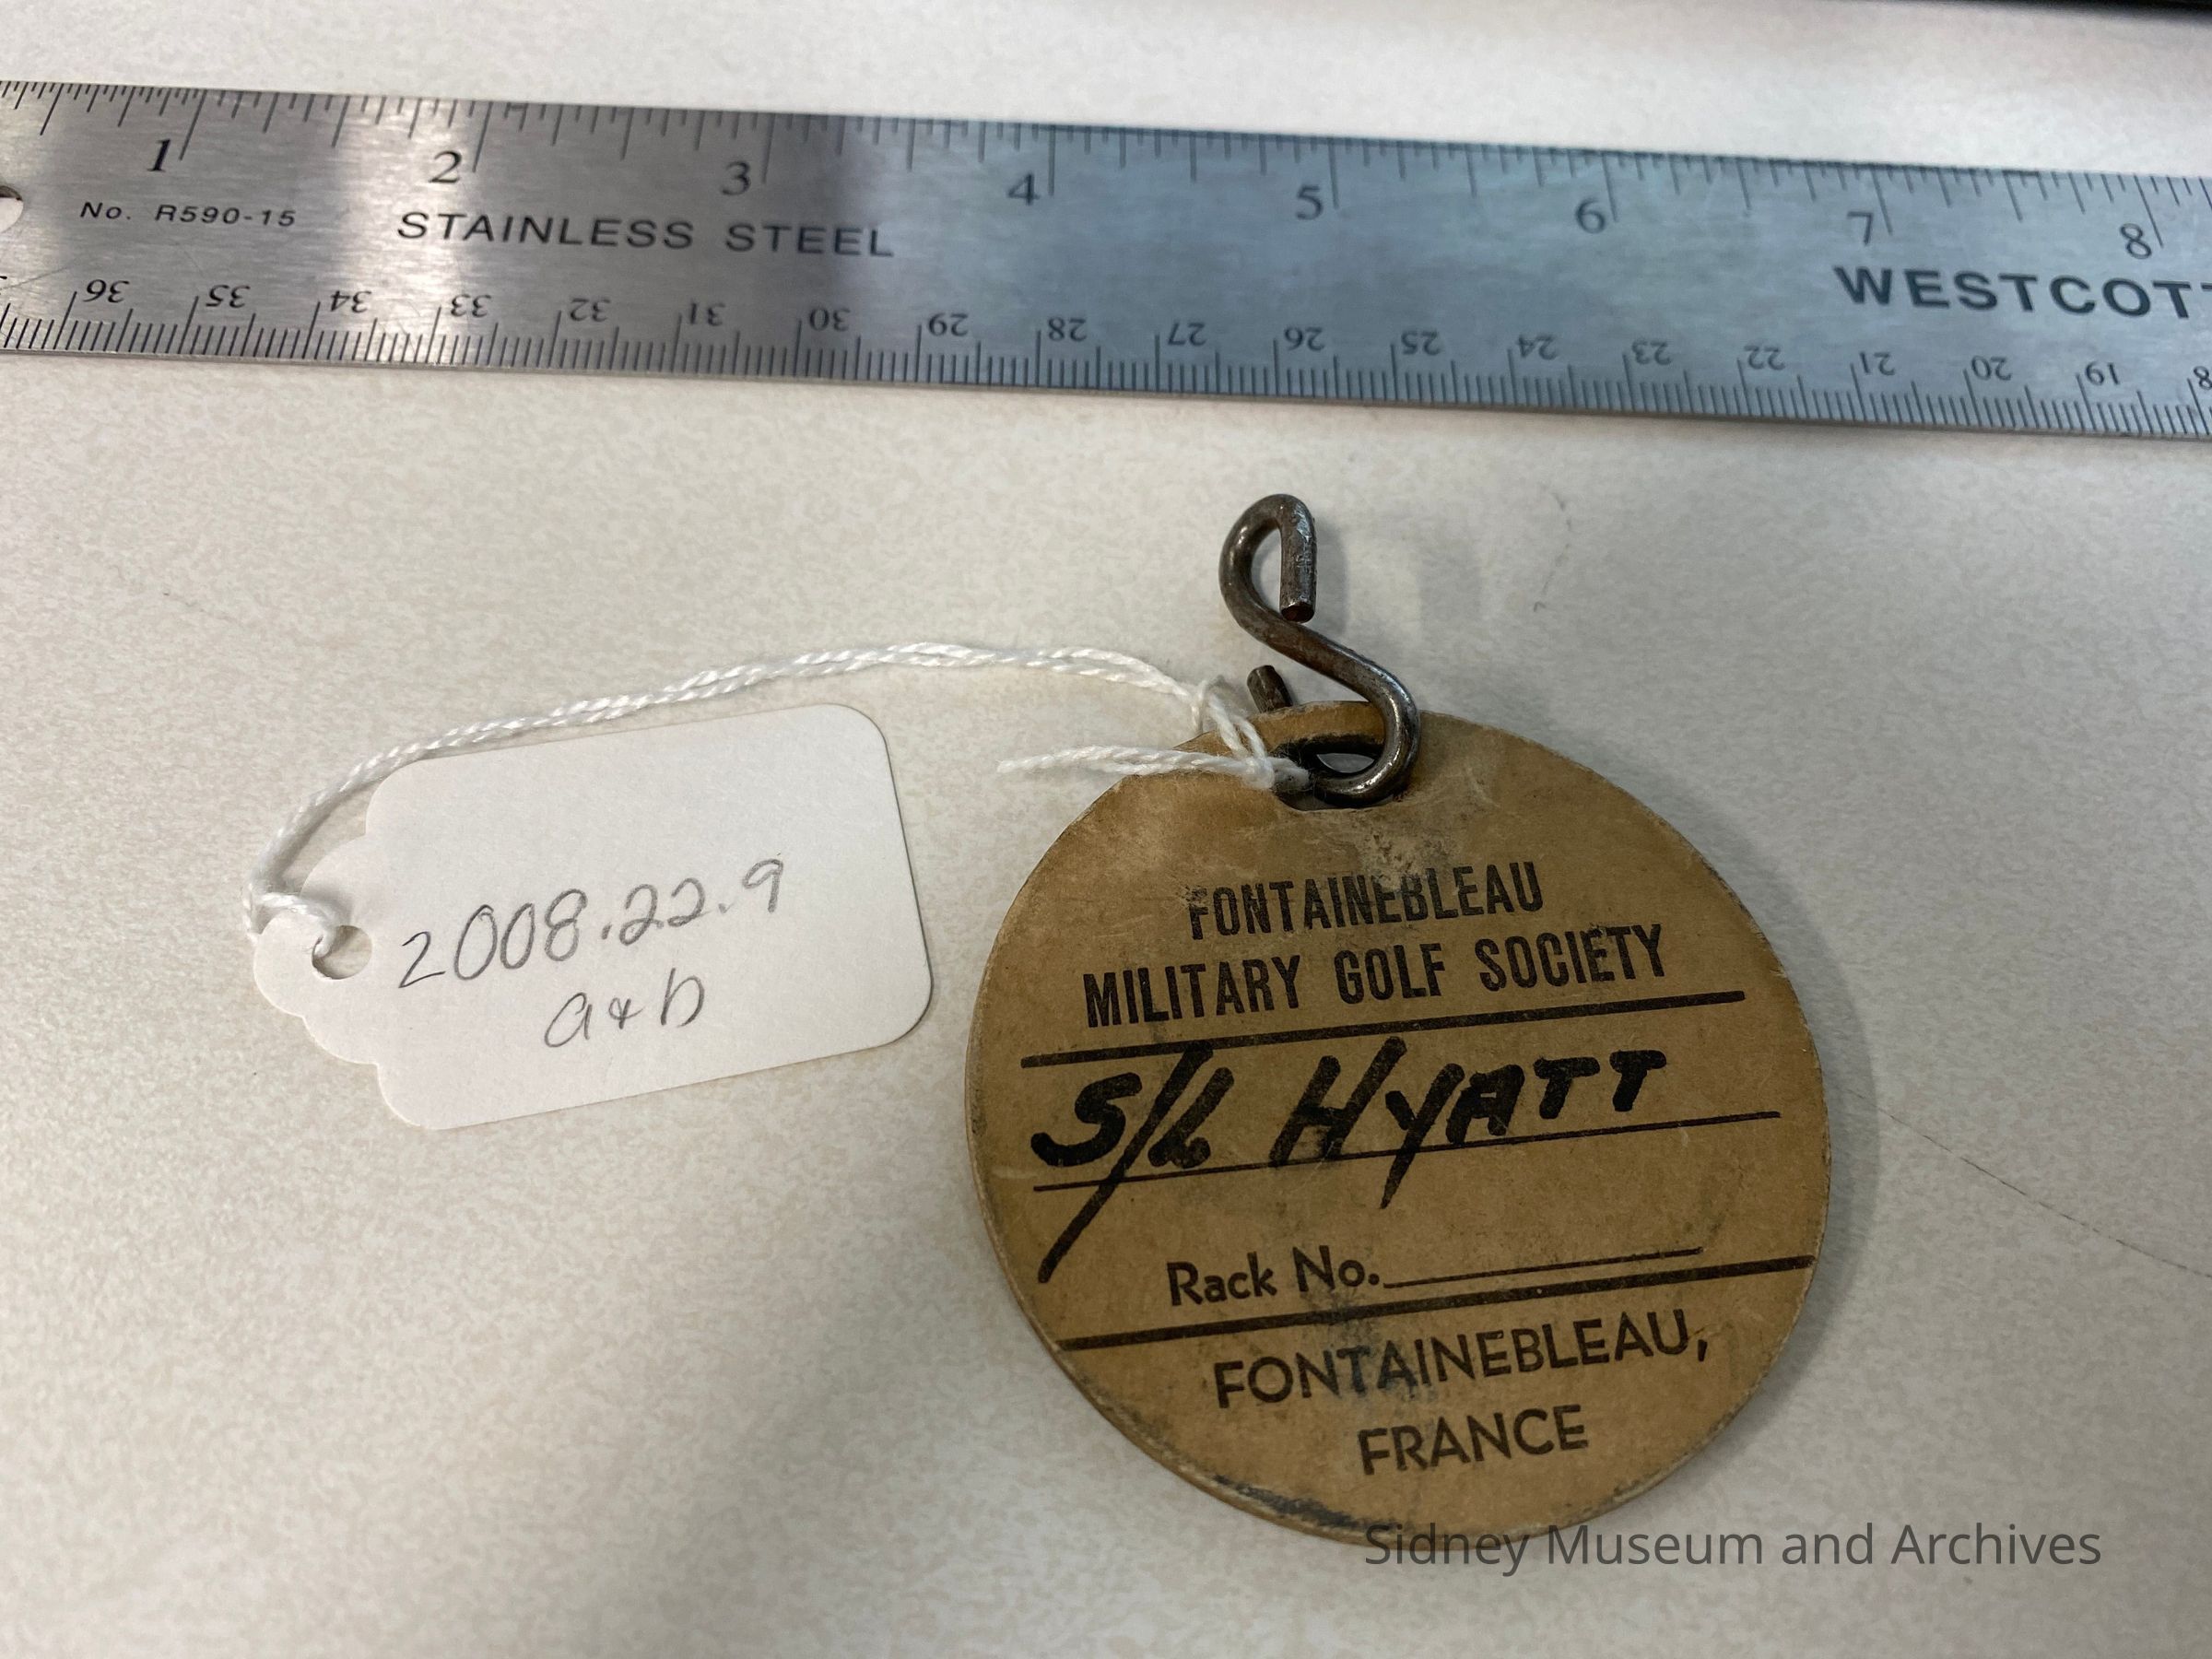 1 2 3 4 5 6 7 8
No. R590-15
STAINLESS STEEL
WESTCOT
36 35 34 33 32 31 30 29 28 27 26 25 24 23 22 21 20 19
2008.22.9
a&b
FONTAINEBLEAU
MILITARY GOLF SOCIETY
S/L HYATT
Rack No.
FONTAINEBLEAU,
FRANCE
Sidney Museum and Archives